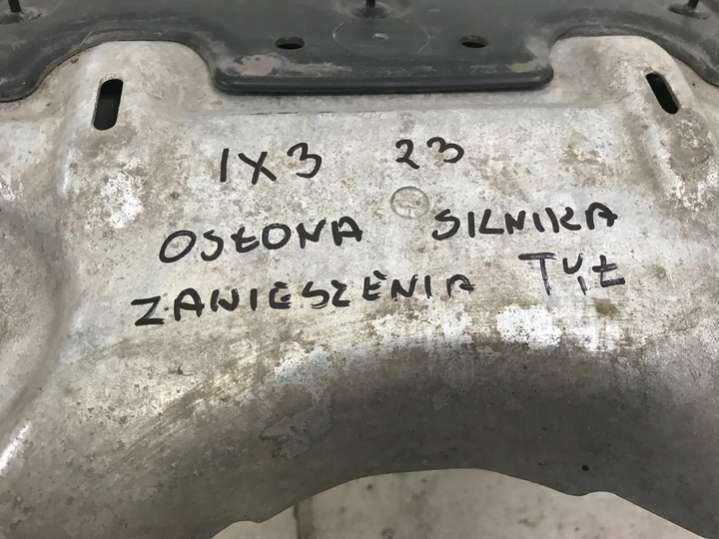 IX3 23
OSŁONA SILNIKA
ZAWIESZENIA TYŁ